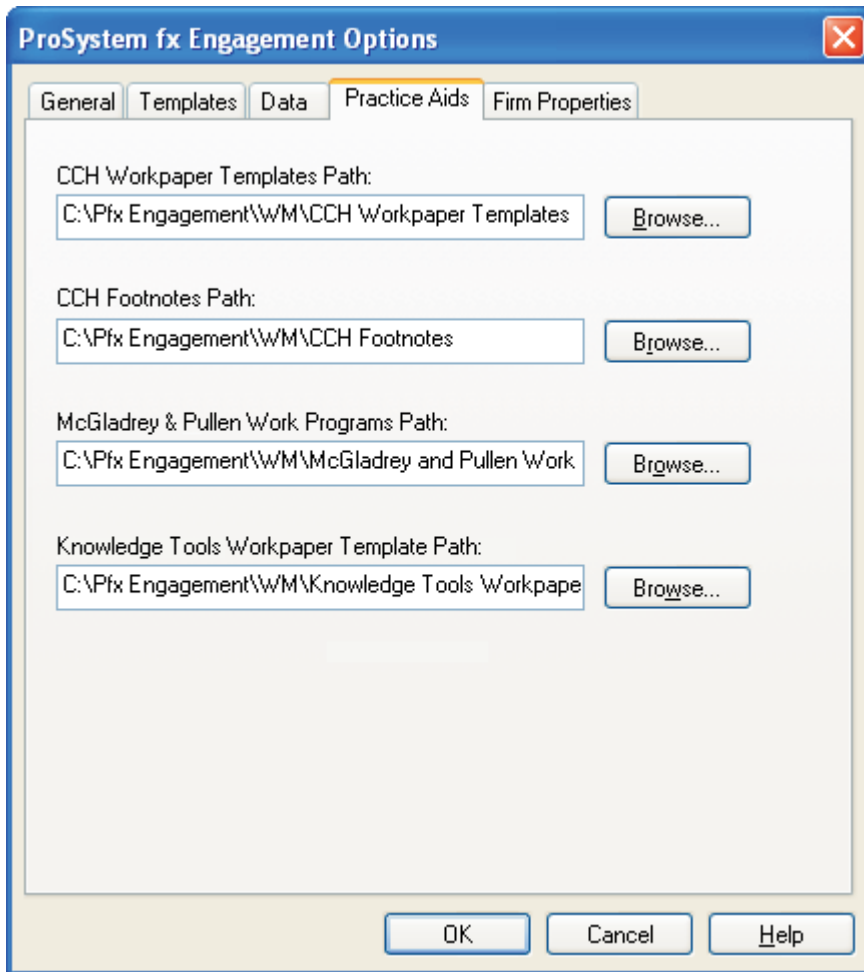 ProSystem fx Engagement Options
General Templates Data Practice Aids Firm Properties
CCH Workpaper Templates Path:
C:\Pfx Engagement\WM\CCH Workpaper Templates Browse...
CCH Footnotes Path:
C:\Pfx Engagement\WM\CCH Footnotes Browse...
McGladrey & Pullen Work Programs Path:
C:\Pfx Engagement\WM\McGladrey and Pullen Work Browse...
Knowledge Tools Workpaper Template Path:
C:\Pfx Engagement\WM\Knowledge Tools Workpape Browse...
OK Cancel Help